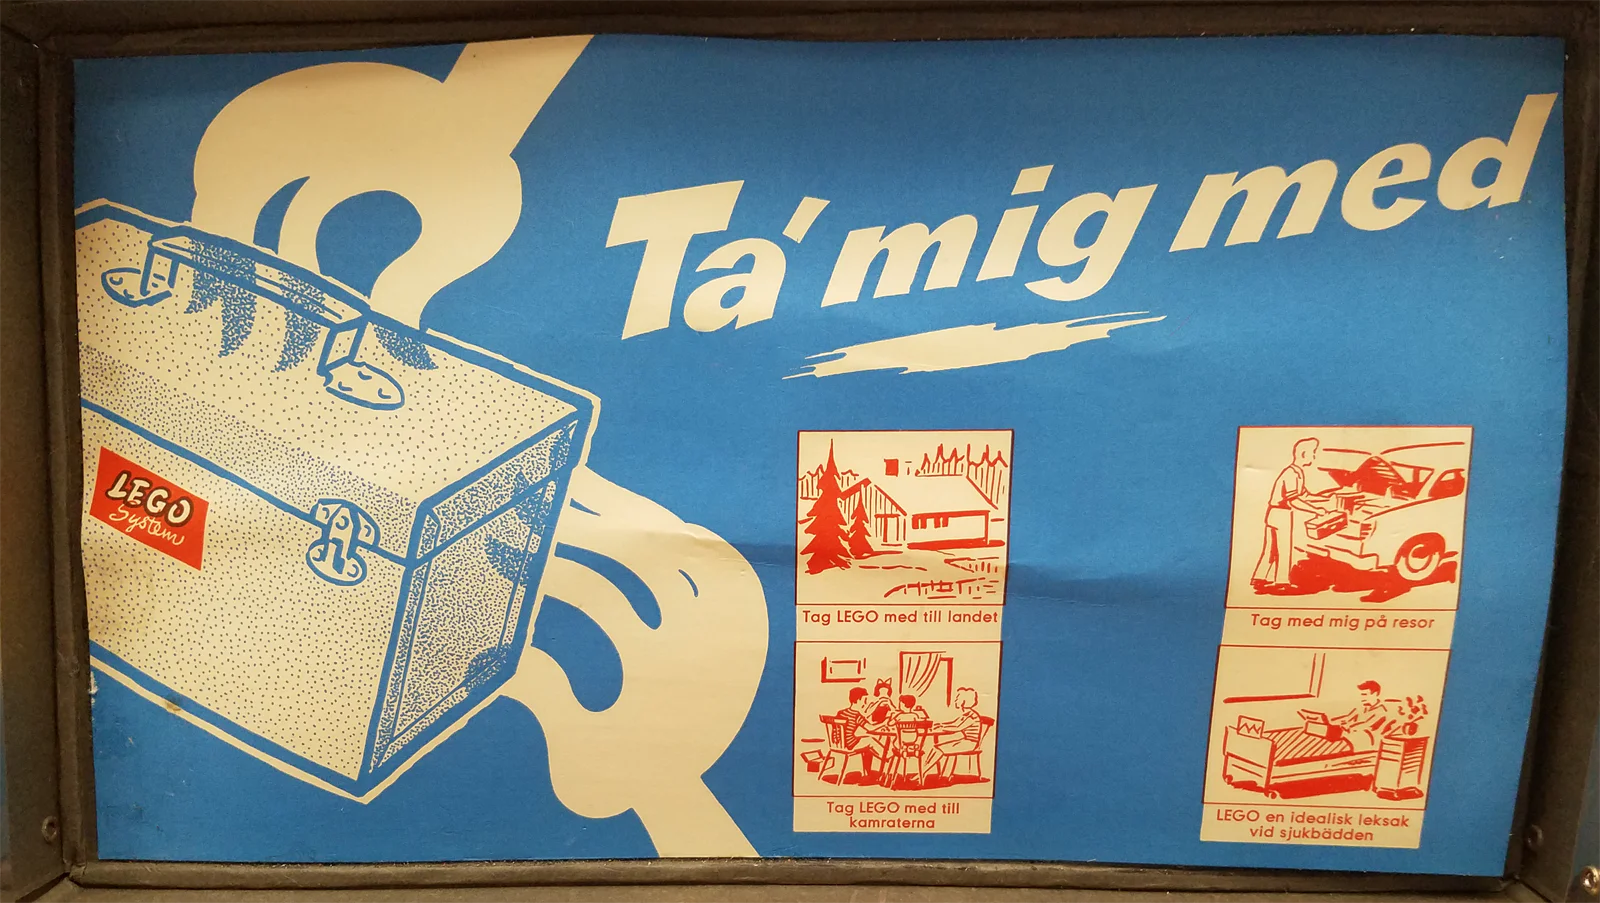 Ta' mig med
LEGO
System
Tag LEGO med till landet
Tag med mig på resor
Tag LEGO med till
kamraterna
LEGO en idealisk leksak
vid sjukbädden